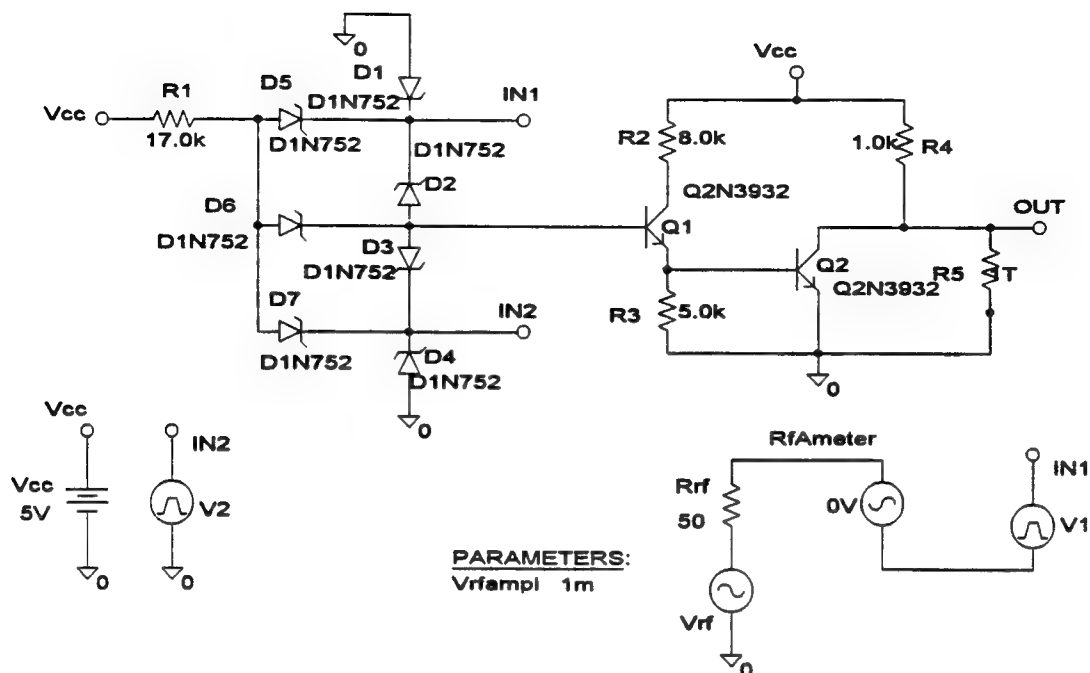 0
Vcc
R1
17.0k
D5
D1N752
D1
D1N752
IN1
D1N752
D2
D6
D1N752
D3
D1N752
D7
D1N752
IN2
D4
D1N752
0
Vcc
R2
8.0k
1.0k
R4
Q2N3932
Q1
OUT
Q2
Q2N3932
R5
1T
R3
5.0k
0
Vcc
Vcc
5V
0
IN2
V2
0
RfAmeter
Rrf
50
0V
IN1
V1
PARAMETERS:
Vrfampl 1m
Vrf
0